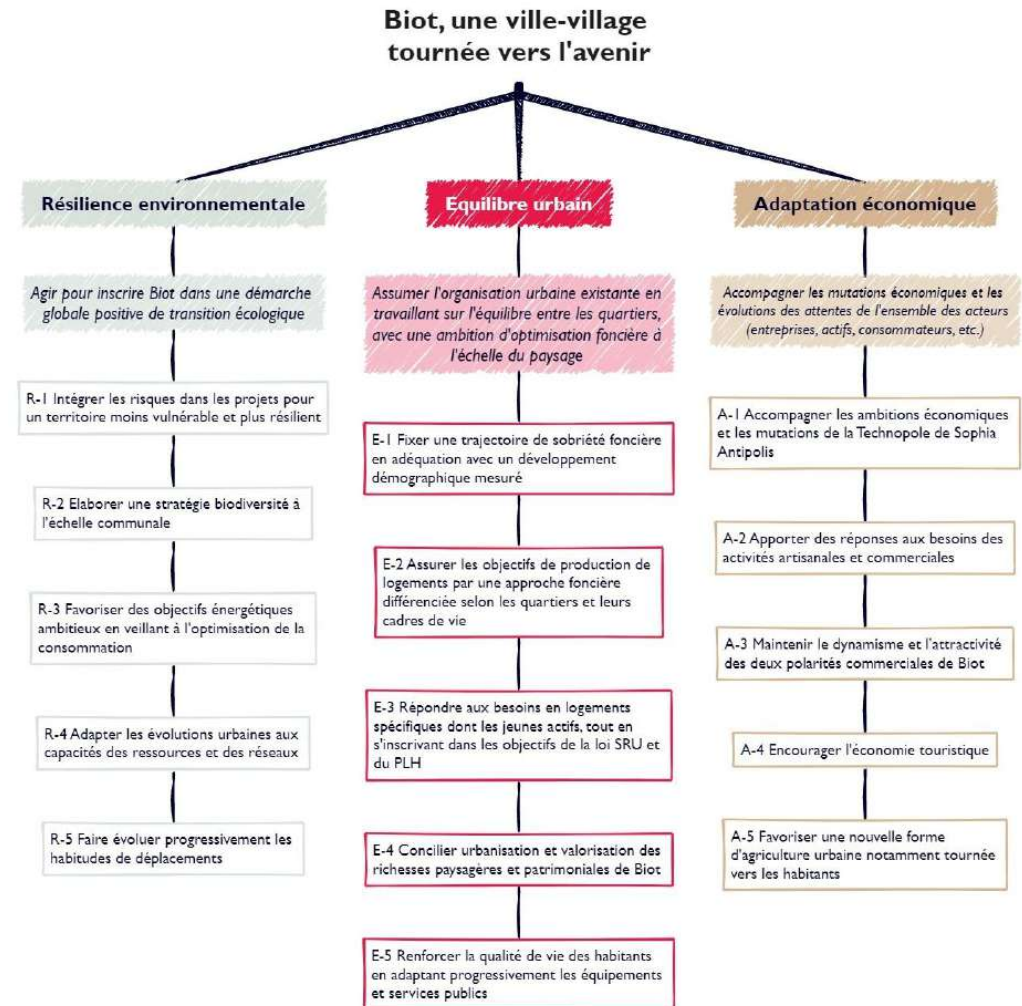 Biot, une ville-village
tournée vers l'avenir
Résilience environnementale
Agir pour inscrire Biot dans une démarche
globale positive de transition écologique
R-1 Intégrer les risques dans les projets pour
un territoire moins vulnérable et plus résilient
R-2 Elaborer une stratégie biodiversité à
l'échelle communale
R-3 Favoriser des objectifs énergétiques
ambitieux en veillant à l'optimisation de la
consommation
R-4 Adapter les évolutions urbaines aux
capacités des ressources et des réseaux
R-5 Faire évoluer progressivement les
habitudes de déplacements
Equilibre urbain
Assumer l'organisation urbaine existante en
travaillant sur l'équilibre entre les quartiers,
avec une ambition d'optimisation foncière à
l'échelle du paysage
E-1 Fixer une trajectoire de sobriété foncière
en adéquation avec un développement
démographique mesuré
E-2 Assurer les objectifs de production de
logements par une approche foncière
différenciée selon les quartiers et leurs
cadres de vie
E-3 Répondre aux besoins en logements
spécifiques dont les jeunes actifs, tout en
s'inscrivant dans les objectifs de la loi SRU et
du PLH
E-4 Concilier urbanisation et valorisation des
richesses paysagères et patrimoniales de Biot
E-5 Renforcer la qualité de vie des habitants
en adaptant progressivement les équipements
et services publics
Adaptation économique
Accompagner les mutations économiques et les
évolutions des attentes de l'ensemble des acteurs
(entreprises, actifs, consommateurs, etc.)
A-1 Accompagner les ambitions économiques
et les mutations de la Technopole de Sophia
Antipolis
A-2 Apporter des réponses aux besoins des
activités artisanales et commerciales
A-3 Maintenir le dynamisme et l'attractivité
des deux polarités commerciales de Biot
A-4 Encourager l'économie touristique
A-5 Favoriser une nouvelle forme
d'agriculture urbaine notamment tournée
vers les habitants